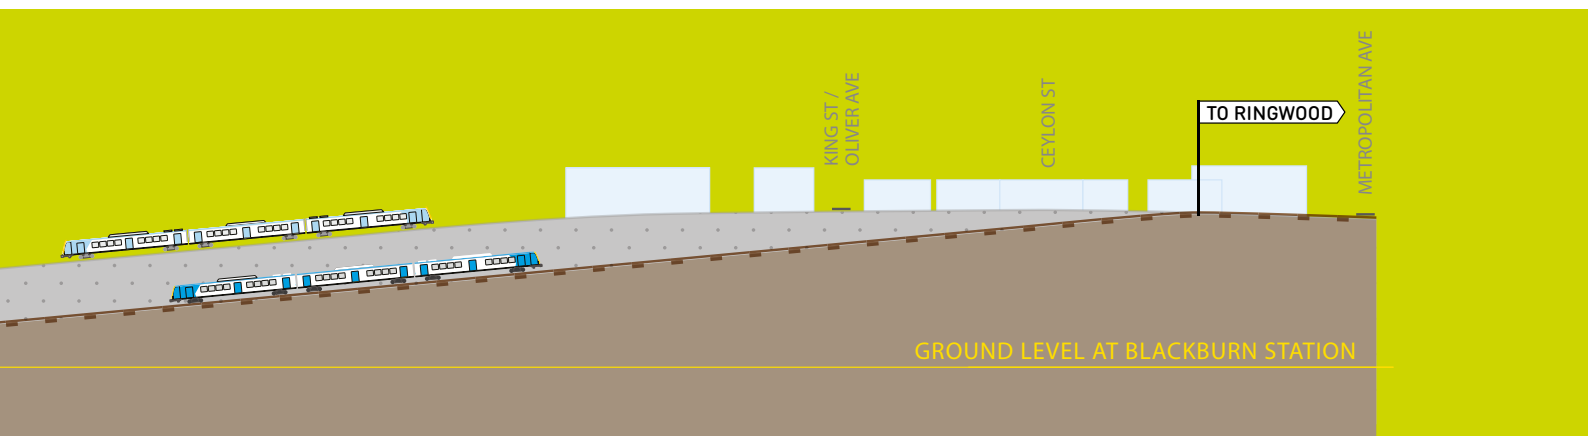 KING ST /
OLIVER AVE
CEYLON ST
TO RINGWOOD
METROPOLITAN AVE
GROUND LEVEL AT BLACKBURN STATION